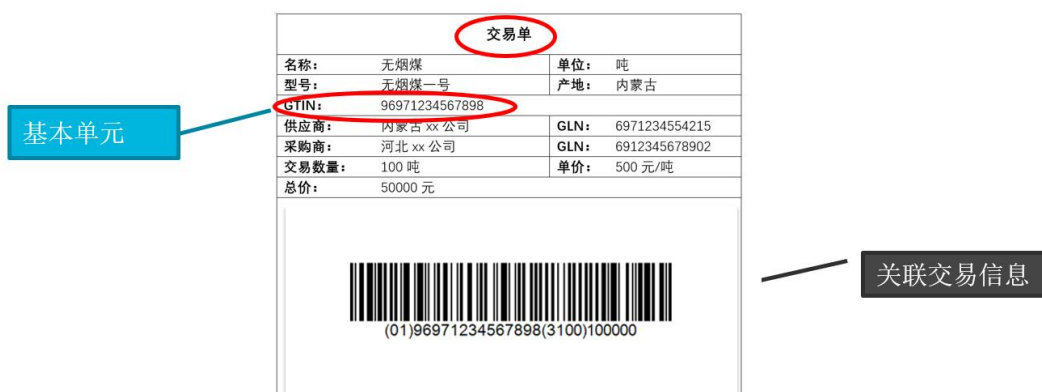 交易单
名称： 无烟煤 单位： 吨
型号： 无烟煤一号 产地： 内蒙古
GTIN： 96971234567898
基本单元
供应商： 内蒙古 xx 公司 GLN： 6971234554215
采购商： 河北 xx 公司 GLN： 6912345678902
交易数量： 100 吨 单价： 500 元/吨
总价： 50000 元
关联交易信息
(01)96971234567898(3100)100000